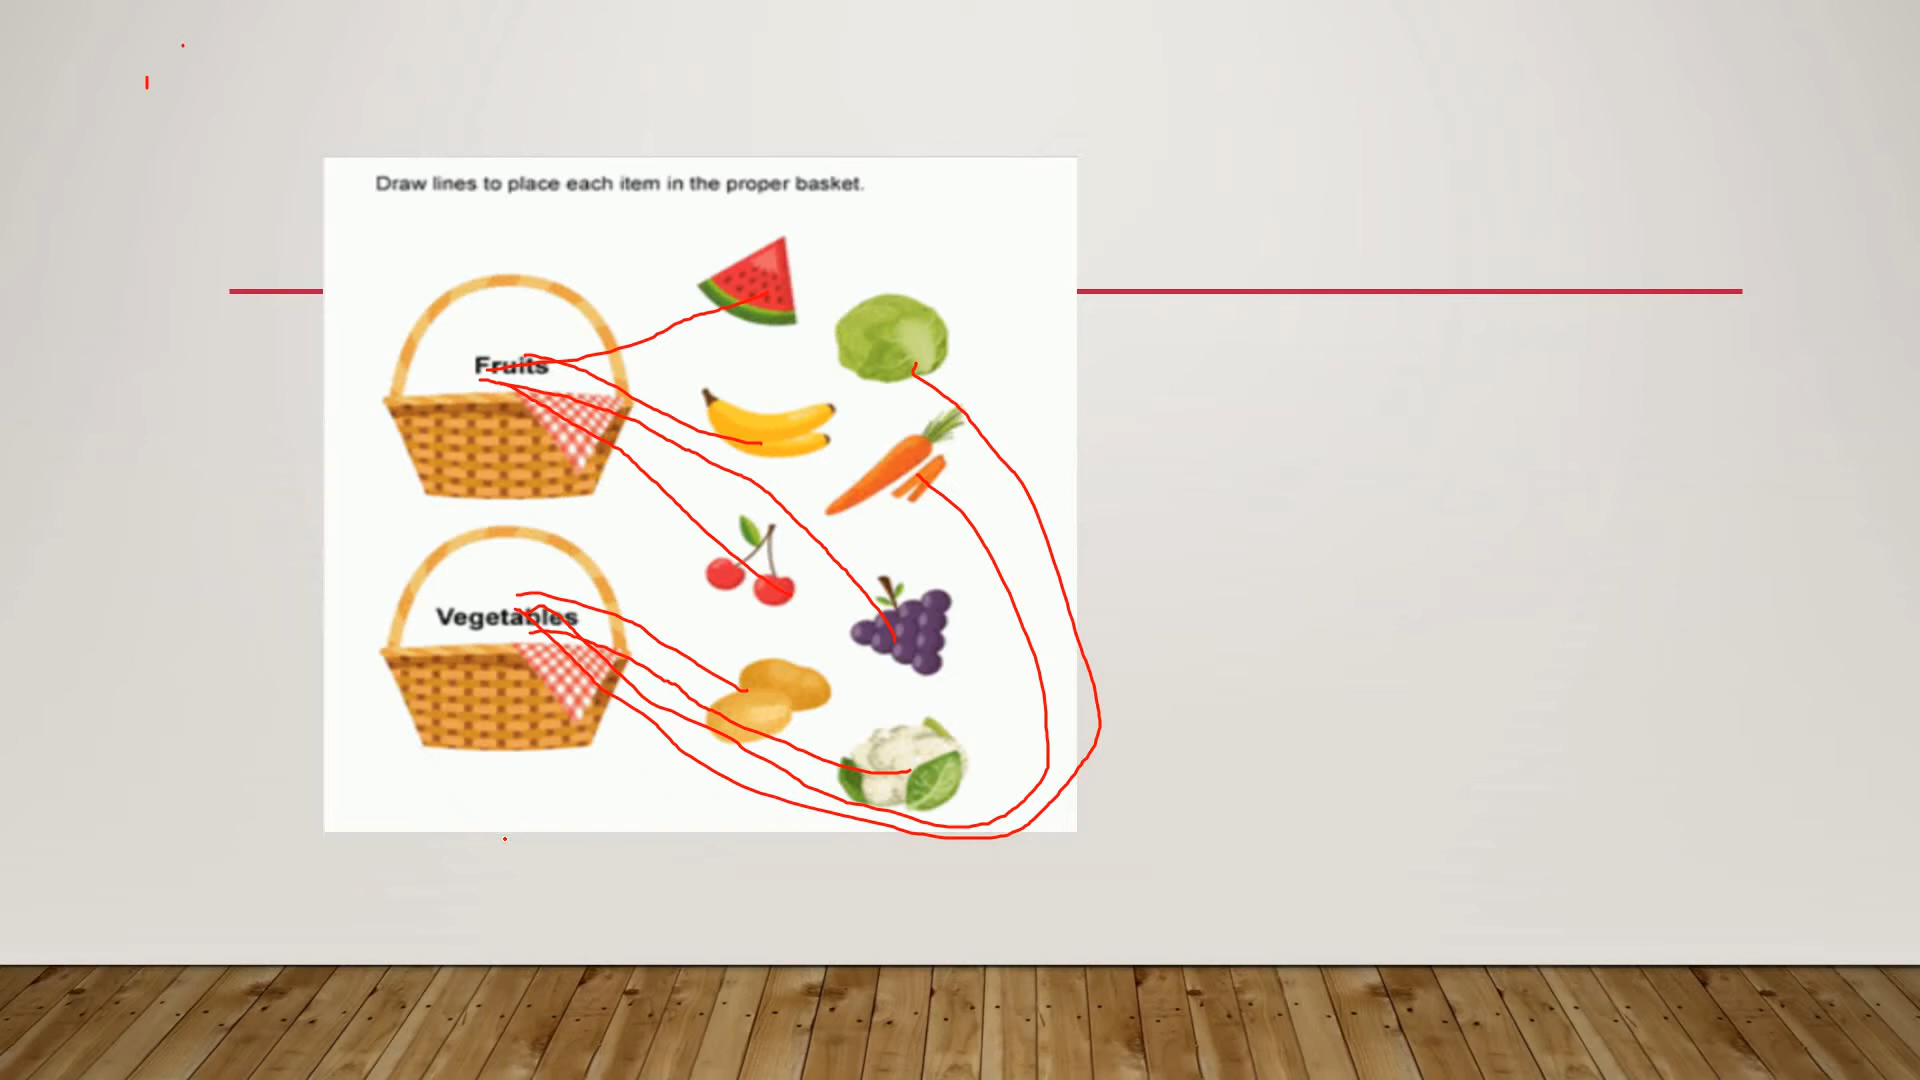 Draw lines to place each item in the proper basket.
Fruits
Vegetables